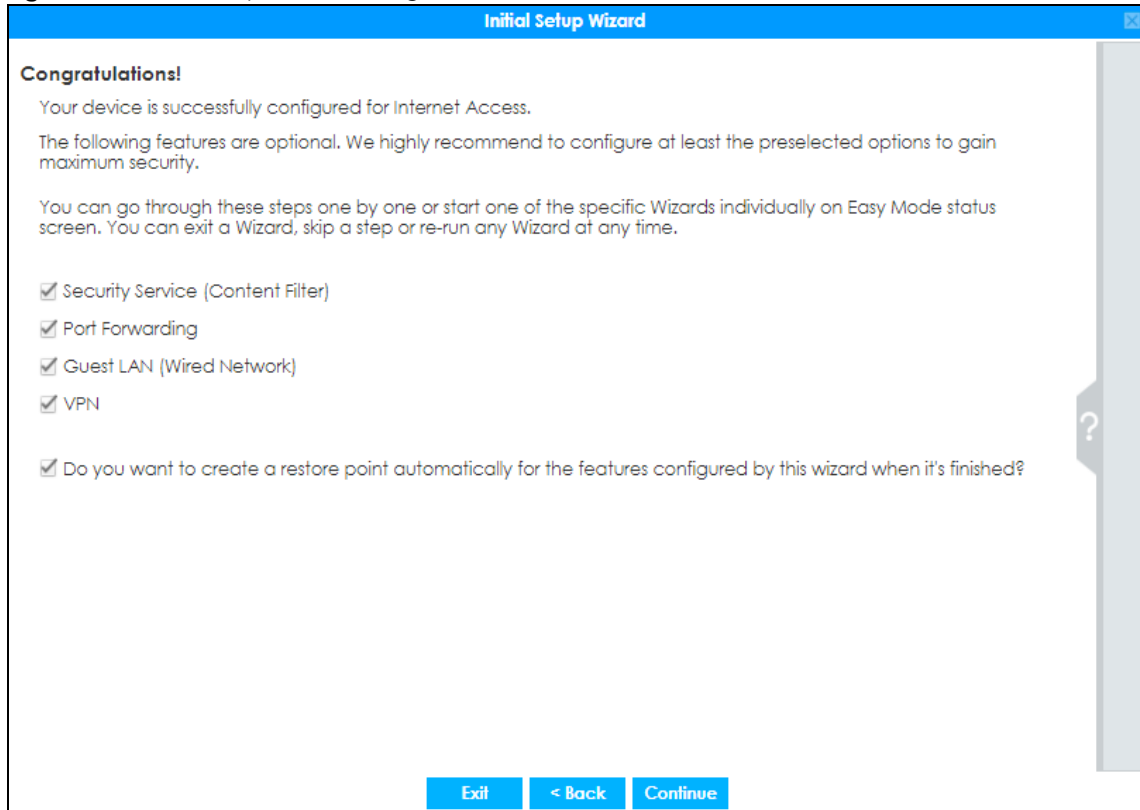 Initial Setup Wizard
Congratulations!
Your device is successfully configured for Internet Access.
The following features are optional. We highly recommend to configure at least the preselected options to gain
maximum security.
You can go through these steps one by one or start one of the specific Wizards individually on Easy Mode status
screen. You can exit a Wizard, skip a step or re-run any Wizard at any time.
Security Service (Content Filter)
Port Forwarding
Guest LAN (Wired Network)
VPN
?
Do you want to create a restore point automatically for the features configured by this wizard when it's finished?
Exit
< Back
Continue